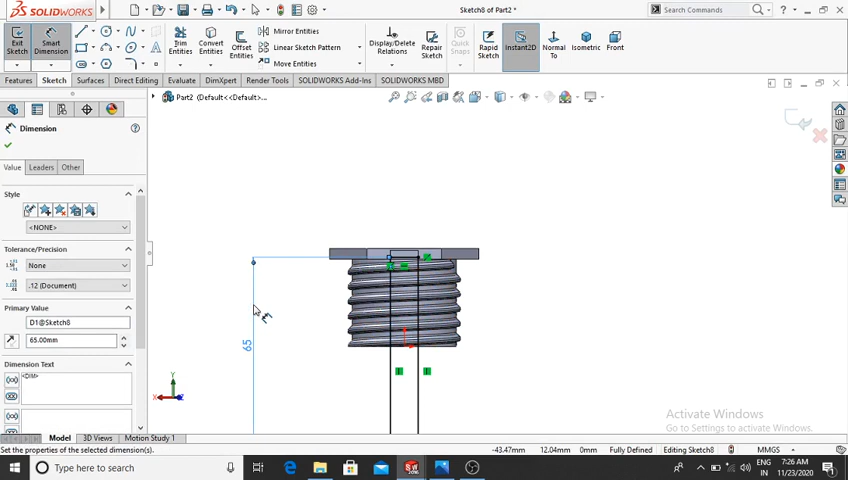 SOLIDWORKS
Sketch8 of Part2 *
Search Commands
Exit Sketch
Smart Dimension
Trim Entities
Convert Entities
Offset Entities
Mirror Entities
Linear Sketch Pattern
Move Entities
Display/Delete Relations
Repair Sketch
Quick Snaps
Rapid Sketch
Instant2D
Normal To
Isometric
Front
Features
Sketch
Surfaces
Direct Editing
Evaluate
DimXpert
Render Tools
SOLIDWORKS Add-Ins
SOLIDWORKS MBD
Part2 (Default<<Default>...
Dimension
Value
Leaders
Other
Style
<NONE>
Tolerance/Precision
None
.12 (Document)
Primary Value
D1@Sketch8
65.00mm
Dimension Text
<DIM>
65
Y
X
Z
Activate Windows
Go to Settings to activate Windows.
Model
3D Views
Motion Study 1
Set the properties of the selected dimension(s).
-43.47mm
12.04mm
0mm
Fully Defined
Editing Sketch8
MMGS
Type here to search
ENG
IN
7:26 AM
11/23/2020